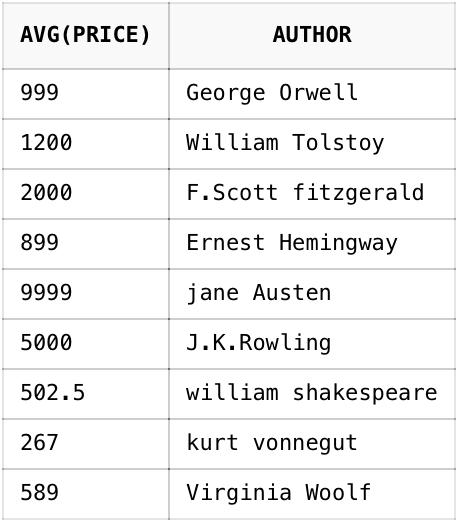 AVG(PRICE) AUTHOR
999 George Orwell
1200 William Tolstoy
2000 F.Scott fitzgerald
899 Ernest Hemingway
9999 jane Austen
5000 J.K.Rowling
502.5 william shakespeare
267 kurt vonnegut
589 Virginia Woolf